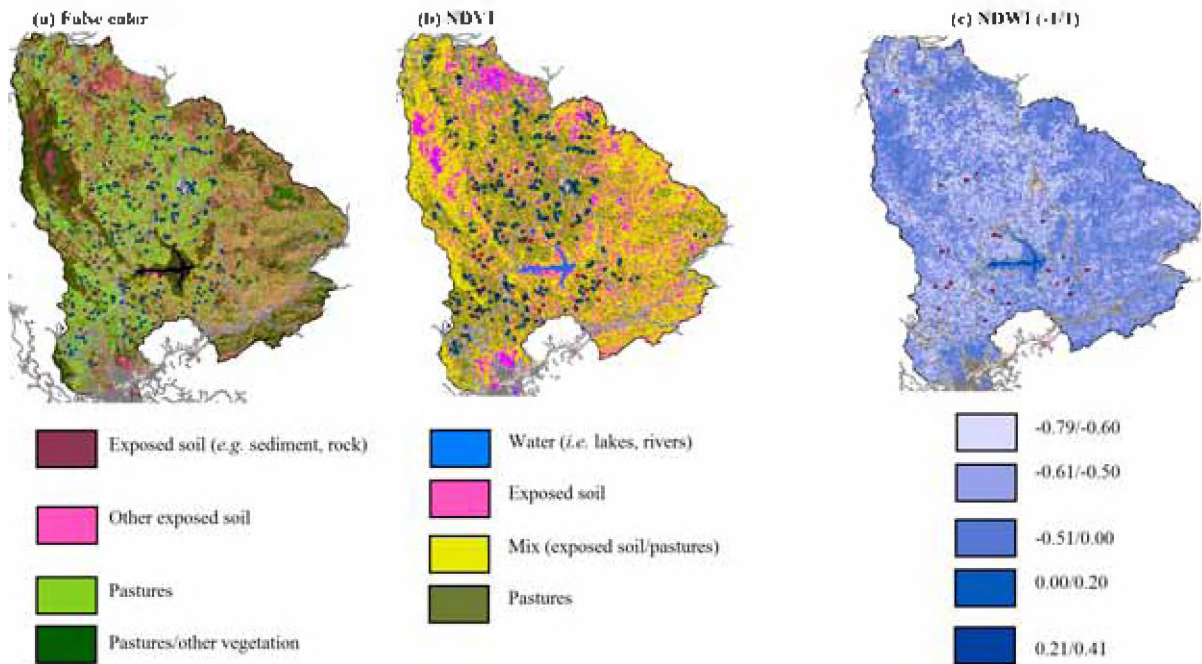 (a) False color
(b) NDVI
(c) NDWI (-1/1)
Exposed soil (e.g. sediment, rock)
Other exposed soil
Pastures
Pastures/other vegetation
Water (i.e. lakes, rivers)
Exposed soil
Mix (exposed soil/pastures)
Pastures
-0.79/-0.60
-0.61/-0.50
-0.51/0.00
0.00/0.20
0.21/0.41